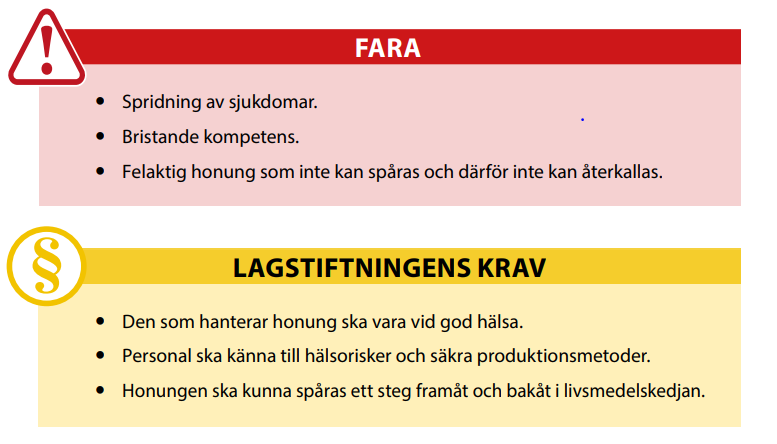 FARA
• Spridning av sjukdomar.
• Bristande kompetens.
• Felaktig honung som inte kan spåras och därför inte kan återkallas.
§
LAGSTIFTNINGENS KRAV
• Den som hanterar honung ska vara vid god hälsa.
• Personal ska känna till hälsorisker och säkra produktionsmetoder.
• Honungen ska kunna spåras ett steg framåt och bakåt i livsmedelskedjan.